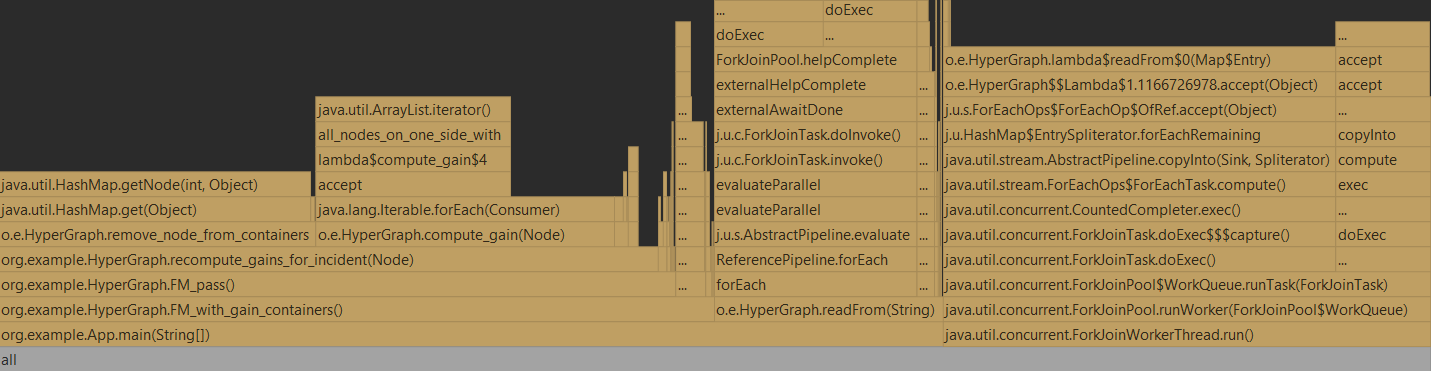 ... doExec
doExec ... ...
ForkJoinPool.helpComplete o.e.HyperGraph.lambda$readFrom$0(Map$Entry) accept
externalHelpComplete ... o.e.HyperGraph$$Lambda$1.1166726978.accept(Object) accept
java.util.ArrayList.iterator() ... externalAwaitDone ... j.u.s.ForEachOps$ForEachOp$OfRef.accept(Object) ...
all_nodes_on_one_side_with ... j.u.c.ForkJoinTask.doInvoke() ... j.u.HashMap$EntrySpliterator.forEachRemaining copyInto
lambda$compute_gain$4 ... j.u.c.ForkJoinTask.invoke() ... java.util.stream.AbstractPipeline.copyInto(Sink, Spliterator) compute
java.util.HashMap.getNode(int, Object) accept ... evaluateParallel ... java.util.stream.ForEachOps$ForEachTask.compute() exec
java.util.HashMap.get(Object) java.lang.Iterable.forEach(Consumer) ... evaluateParallel ... java.util.concurrent.CountedCompleter.exec() ...
o.e.HyperGraph.remove_node_from_containers o.e.HyperGraph.compute_gain(Node) ... j.u.s.AbstractPipeline.evaluate ... java.util.concurrent.ForkJoinTask.doExec$$$capture() doExec
org.example.HyperGraph.recompute_gains_for_incident(Node) ... ReferencePipeline.forEach ... java.util.concurrent.ForkJoinTask.doExec() ...
org.example.HyperGraph.FM_pass() ... forEach ... java.util.concurrent.ForkJoinPool$WorkQueue.runTask(ForkJoinTask)
org.example.HyperGraph.FM_with_gain_containers() o.e.HyperGraph.readFrom(String) java.util.concurrent.ForkJoinPool.runWorker(ForkJoinPool$WorkQueue)
org.example.App.main(String[]) java.util.concurrent.ForkJoinWorkerThread.run()
all